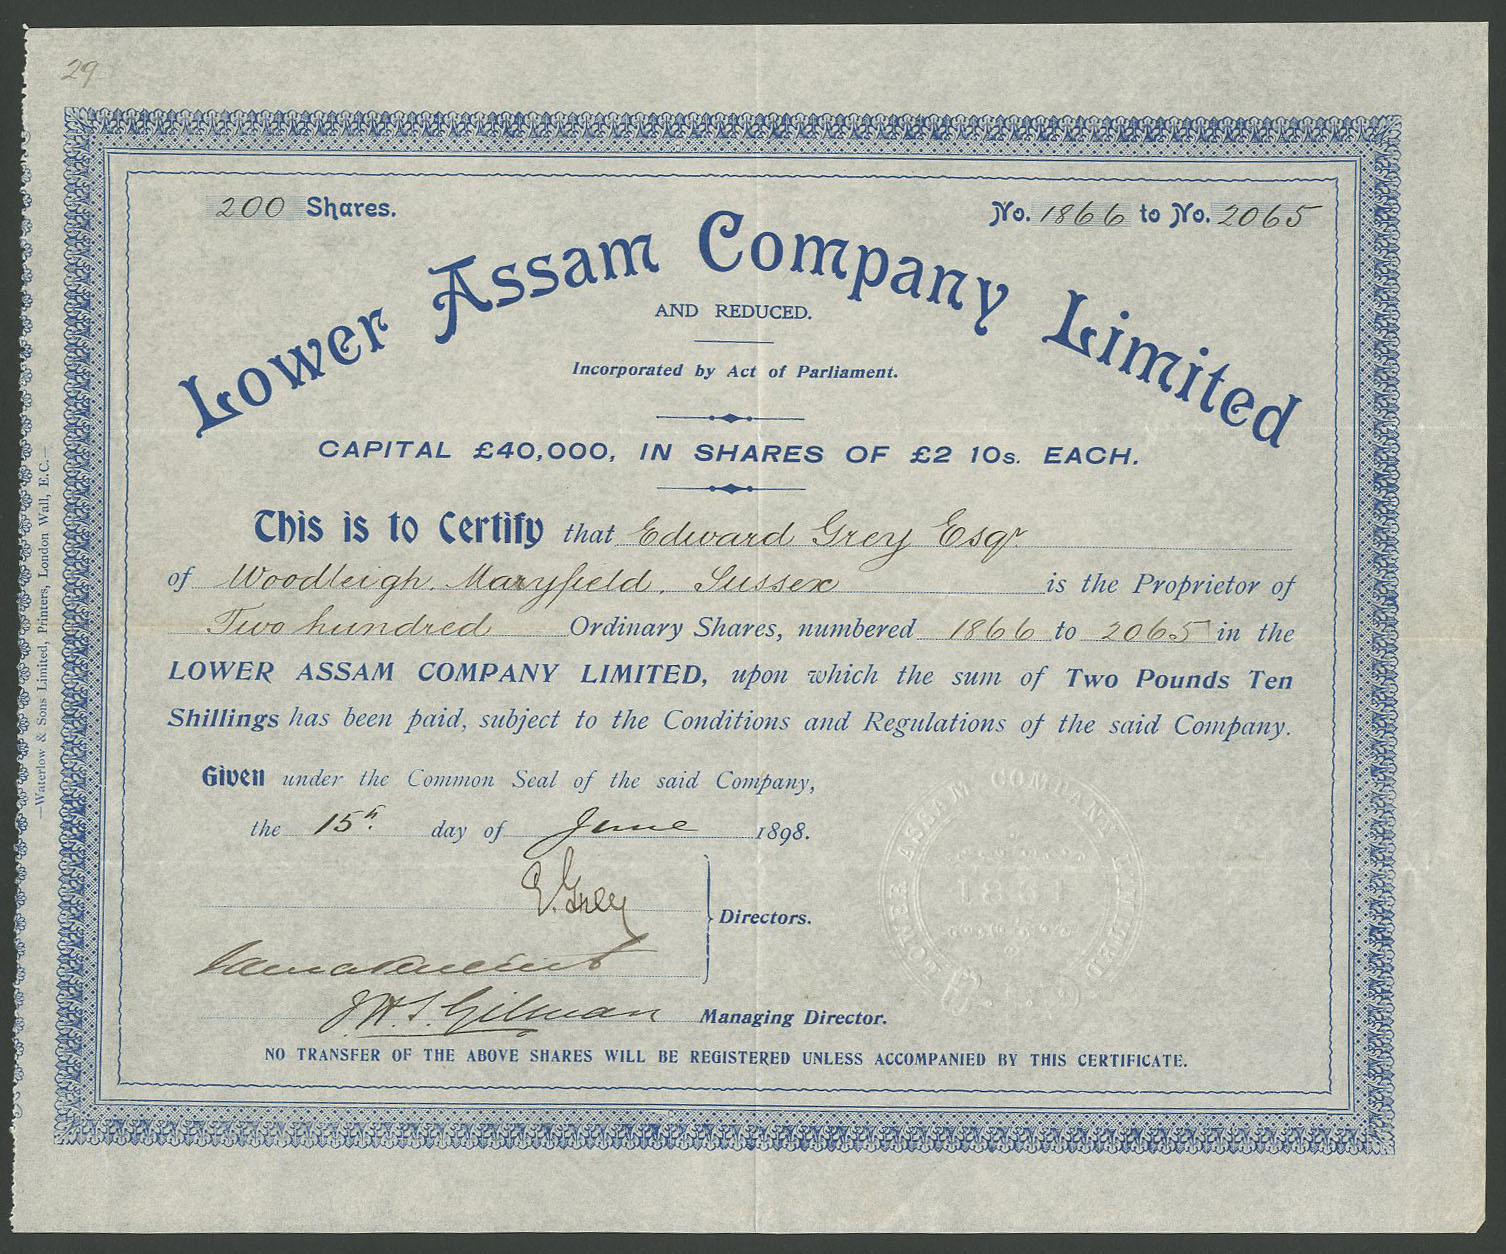 29
200 Shares.
No. 1866 to No. 2065
Lower Assam Company Limited
AND REDUCED.
Incorporated by Act of Parliament.
CAPITAL £40,000, IN SHARES OF £2 10s. EACH.
This is to Certify that Edward Grey Esqr
of Woodleigh. Maryfield. Sussex is the Proprietor of
Two hundred Ordinary Shares, numbered 1866 to 2065 in the
LOWER ASSAM COMPANY LIMITED, upon which the sum of Two Pounds Ten
Shillings has been paid, subject to the Conditions and Regulations of the said Company.
Given under the Common Seal of the said Company,
the 15th. day of June 1898.
E. Grey
Directors.
J. H. S. Gilman Managing Director.
NO TRANSFER OF THE ABOVE SHARES WILL BE REGISTERED UNLESS ACCOMPANIED BY THIS CERTIFICATE.
—Waterlow & Sons Limited, Printers, London Wall, E.C.—
LOWER ASSAM COMPANY LIMITED
1881